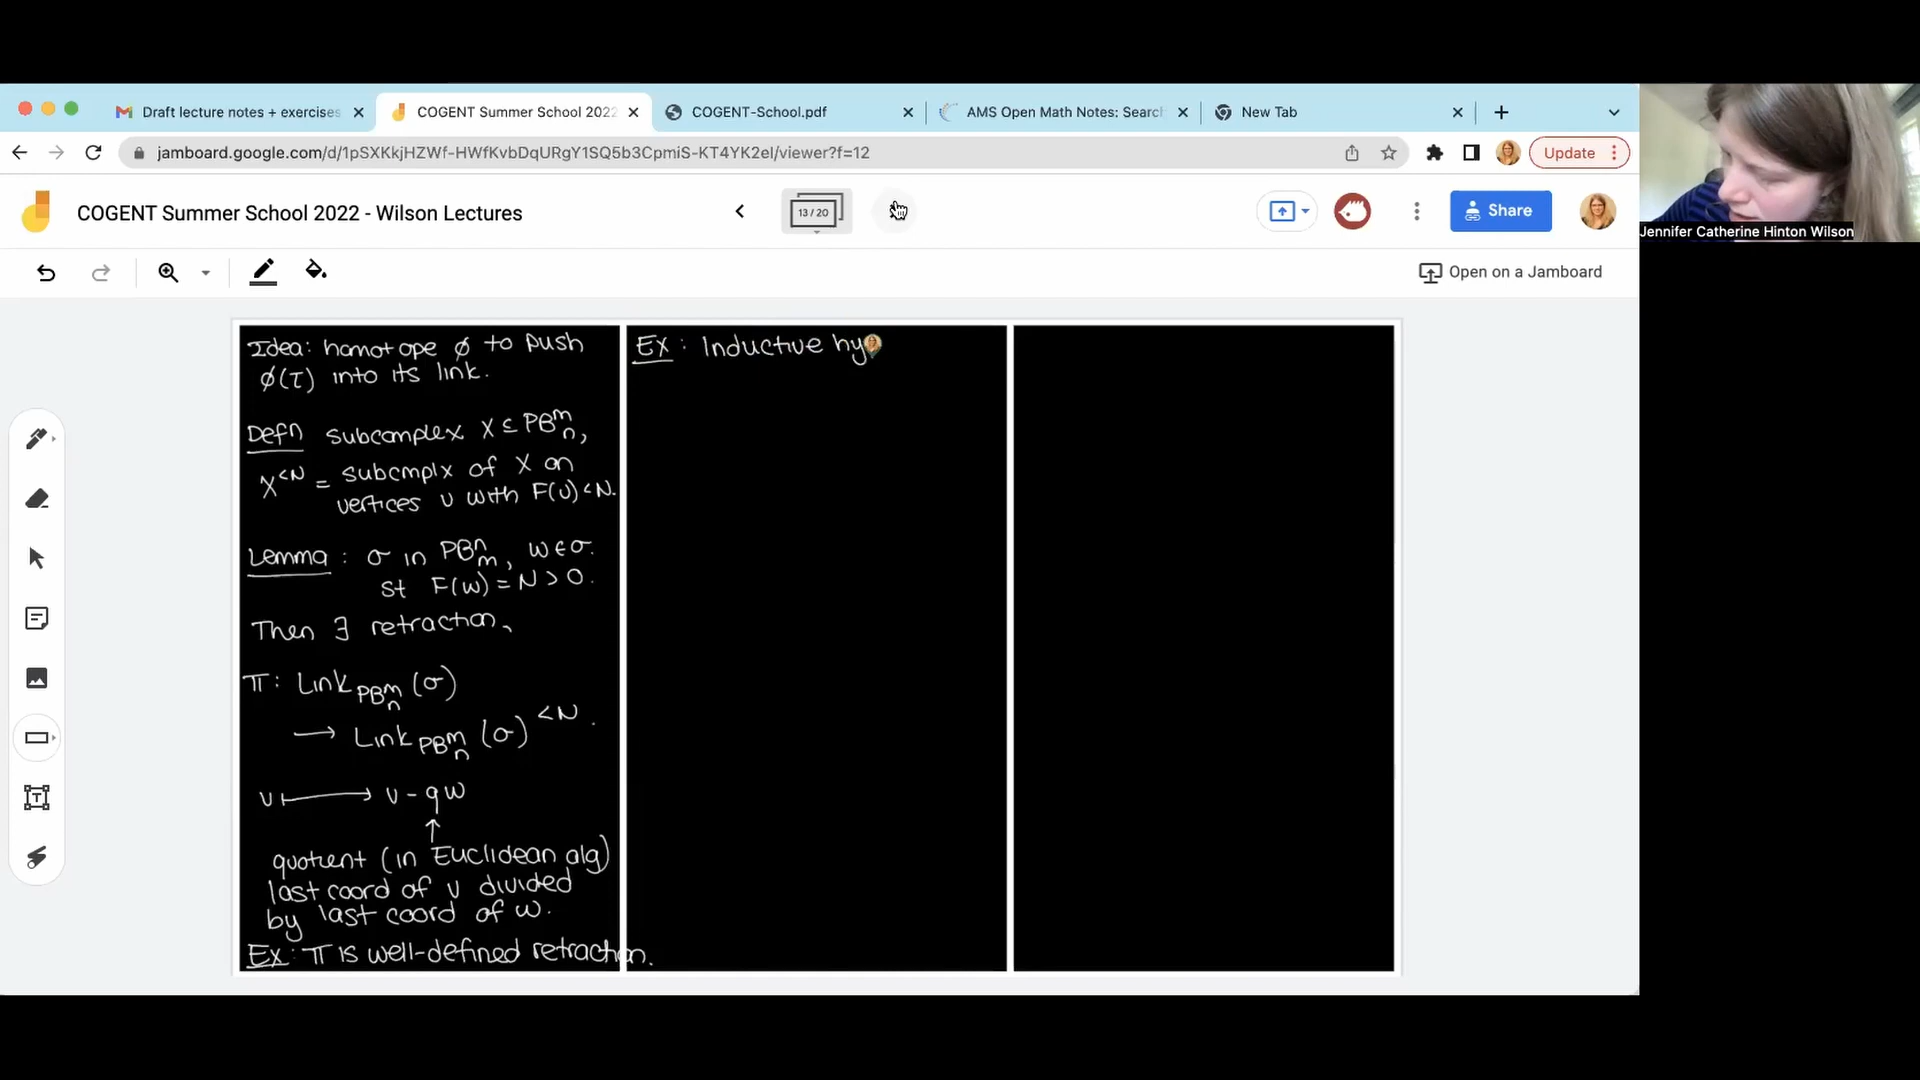 Draft lecture notes + exercises
COGENT Summer School 2022
COGENT-School.pdf
AMS Open Math Notes: Search
New Tab
jamboard.google.com/d/1pSXKkjHZWf-HWfKvbDqURgY1SQ5b3CpmiS-KT4YK2eI/viewer?f=12
Update
COGENT Summer School 2022 - Wilson Lectures
13 / 20
Share
Jennifer Catherine Hinton Wilson
Open on a Jamboard
Idea: homotope ϕ to push
ϕ(τ) into its link.
Defn subcomplex X ⊆ PB^m_n,
X^{<N} = subcmplx of X on
vertices v with F(v)<N.
Lemma: σ in PB^n_m, w∈σ.
st F(w) = N > 0.
Then ∃ retraction,
π: Link_{PB^m_n}(σ)
→ Link_{PB^m_n}(σ)^{<N}.
v ↦ v - qw
↑
quotient (in Euclidean alg)
last coord of v divided
by last coord of w.
Ex: π is well-defined retraction.
Ex: Inductive hy